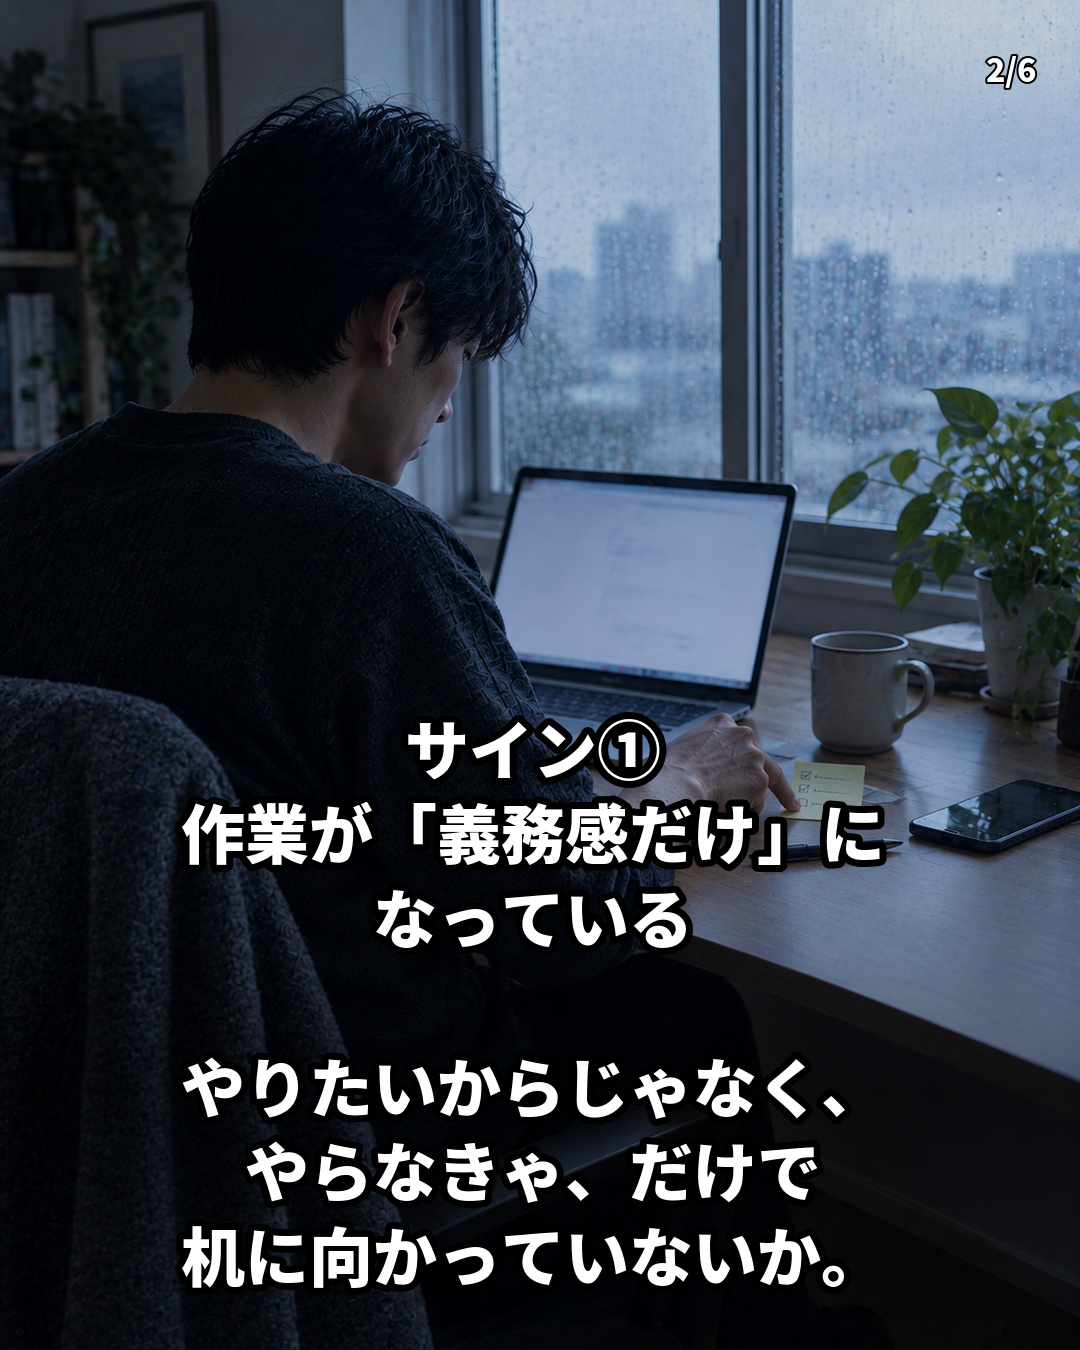 2/6
サイン①
作業が「義務感だけ」に
なっている
やりたいからじゃなく、
やらなきゃ、だけで
机に向かっていないか。